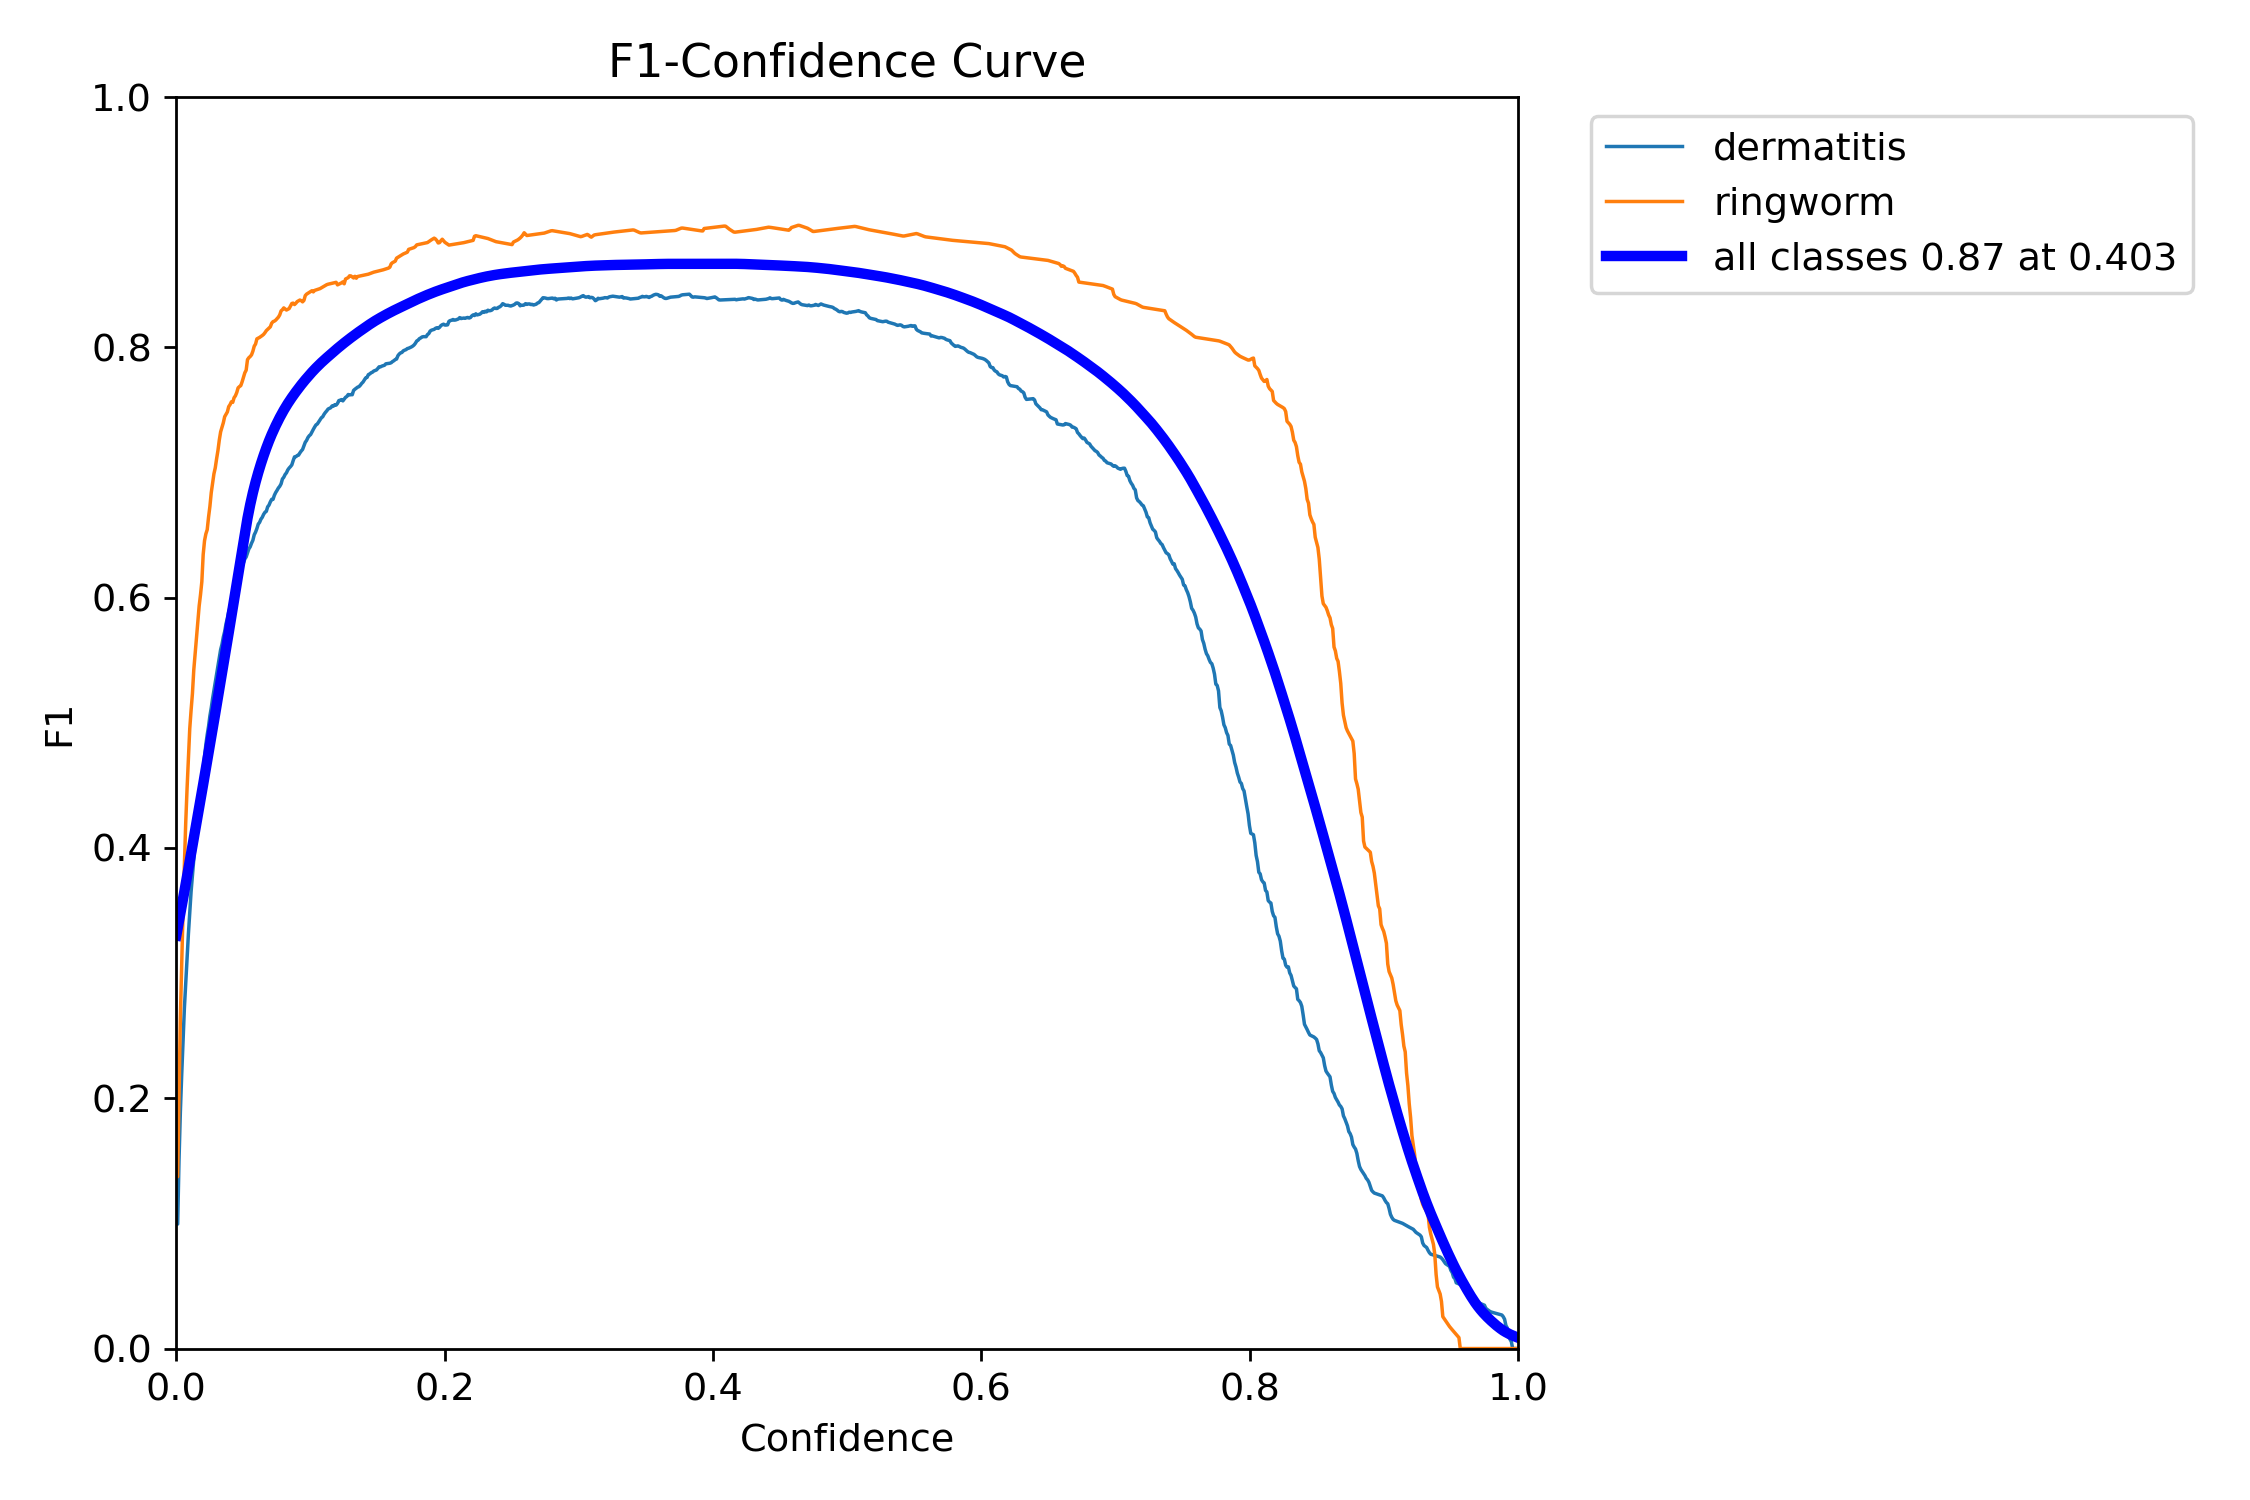 F1-Confidence Curve
1.0
0.8
0.6
0.4
0.2
0.0
F1
0.0 0.2 0.4 0.6 0.8 1.0
Confidence
dermatitis
ringworm
all classes 0.87 at 0.403